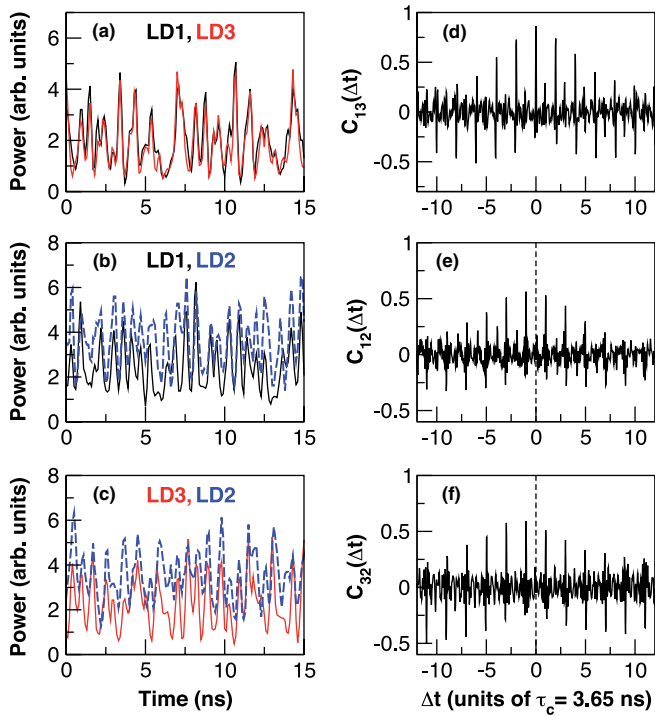 (a) LD1, LD3
Power (arb. units)
6
4
2
0
0 5 10 15
(d)
C13(Δt)
1
0.5
0
-0.5
-10 -5 0 5 10
(b) LD1, LD2
Power (arb. units)
8
6
4
2
0
0 5 10 15
(e)
C12(Δt)
1
0.5
0
-0.5
-10 -5 0 5 10
(c) LD3, LD2
Power (arb. units)
8
6
4
2
0
0 5 10 15
Time (ns)
(f)
C32(Δt)
1
0.5
0
-0.5
-10 -5 0 5 10
Δt (units of τc= 3.65 ns)